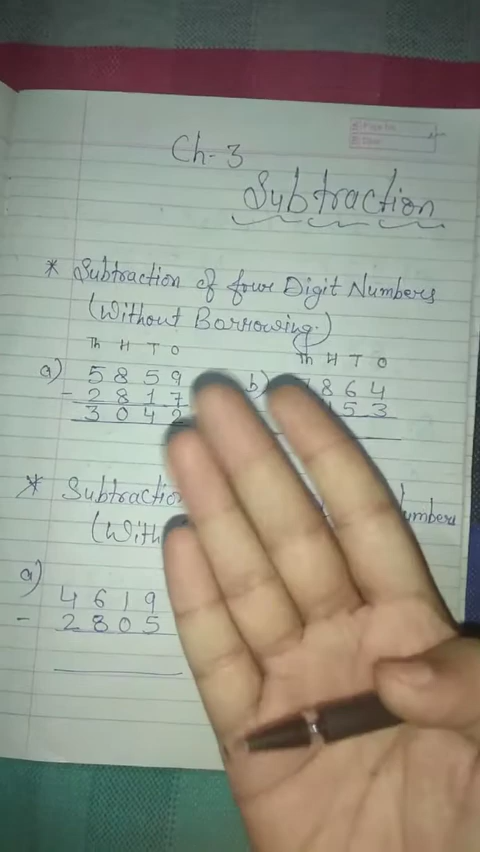 Ch- 3
Subtraction
* Subtraction of four Digit Numbers
(Without Borrowing.)
Th H T O
a) 5 8 5 9
- 2 8 1 7
3 0 4 2
Th H T O
b) 8 6 4
5 3
* Subtraction Numbers
(With
a)
4 6 1 9
- 2 8 0 5